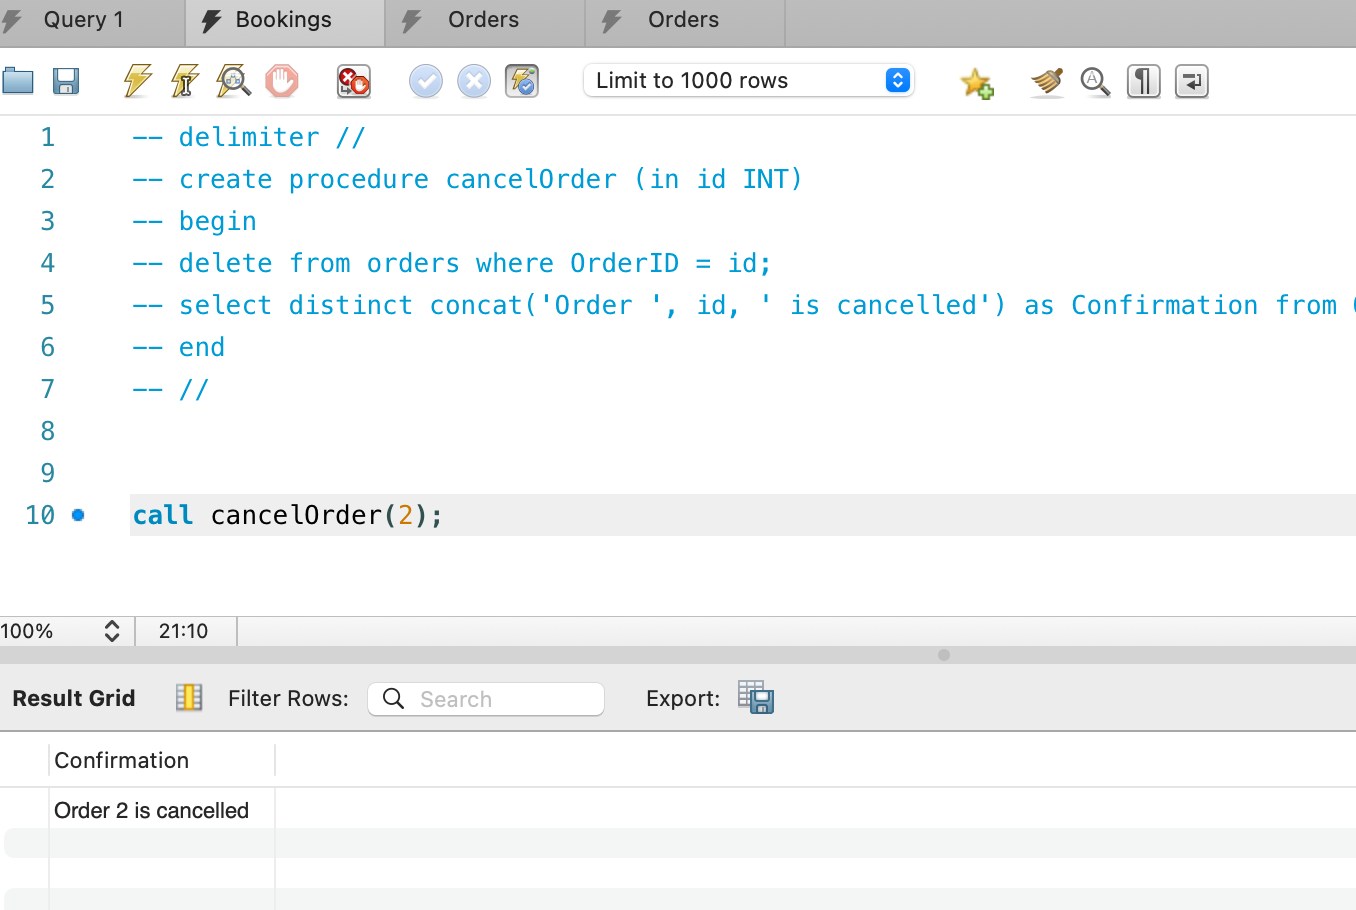 Query 1 Bookings Orders Orders
Limit to 1000 rows
1 -- delimiter //
2 -- create procedure cancelOrder (in id INT)
3 -- begin
4 -- delete from orders where OrderID = id;
5 -- select distinct concat('Order ', id, ' is cancelled') as Confirmation from
6 -- end
7 -- //
8
9
10 call cancelOrder(2);
100% 21:10
Result Grid Filter Rows: Search Export:
Confirmation
Order 2 is cancelled